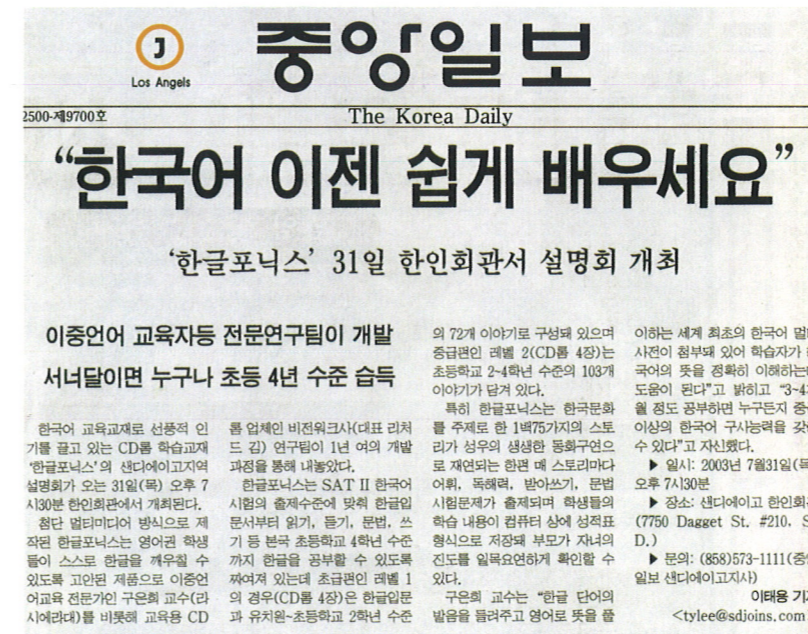 J
Los Angels
중앙일보
2500-제9700호
The Korea Daily
“한국어 이젠 쉽게 배우세요”
‘한글포닉스’ 31일 한인회관서 설명회 개최
이중언어 교육자등 전문연구팀이 개발
서너달이면 누구나 초등 4년 수준 습득
한국어 교육교재로 선풍적 인
기를 끌고 있는 CD롬 학습교재
‘한글포닉스’의 샌디에이고지역
설명회가 오는 31일(목) 오후 7
시30분 한인회관에서 개최된다.
첨단 멀티미디어 방식으로 제
작된 한글포닉스는 영어권 학생
들이 스스로 한글을 깨우칠 수
있도록 고안된 제품으로 이중언
어교육 전문가인 구은희 교수(라
시에라대)를 비롯해 교육용 CD
롬 업체인 비전워크사(대표 리처
드 김) 연구팀이 1년 여의 개발
과정을 통해 내놓았다.
한글포닉스는 SAT II 한국어
시험의 출제수준에 맞춰 한글입
문서부터 읽기, 듣기, 문법, 쓰
기 등 본국 초등학교 4학년 수준
까지 한글을 공부할 수 있도록
짜여져 있는데 초급편인 레벨 1
의 경우(CD롬 4장)은 한글입문
과 유치원~초등학교 2학년 수준
의 72개 이야기로 구성돼 있으며
중급편인 레벨 2(CD롬 4장)는
초등학교 2-4학년 수준의 103개
이야기가 담겨 있다.
특히 한글포닉스는 한국문화
를 주제로 한 1백75가지의 스토
리가 성우의 생생한 동화구연으
로 재연되는 한편 매 스토리마다
어휘, 독해력, 받아쓰기, 문법
시험문제가 출제되며 학생들의
학습 내용이 컴퓨터 상에 성적표
형식으로 저장돼 부모가 자녀의
진도를 일목요연하게 확인할 수
있다.
구은희 교수는 “한글 단어의
발음을 들려주고 영어로 뜻을 풀
이하는 세계 최초의 한국어
사전이 첨부돼 있어 학습자가
국어의 뜻을 정확히 이해하는데
도움이 된다”고 밝히고 “3~4
월 정도 공부하면 누구든지
이상의 한국어 구사능력을
수 있다”고 자신했다.
▶ 일시: 2003년 7월31일(목
오후 7시30분
▶ 장소: 샌디에이고 한인회
(7750 Dagget St. #210. S
D.)
▶ 문의: (858)573-1111(중앙
일보 샌디에이고지사)
이태용 기
<tylee@sdjoins.com